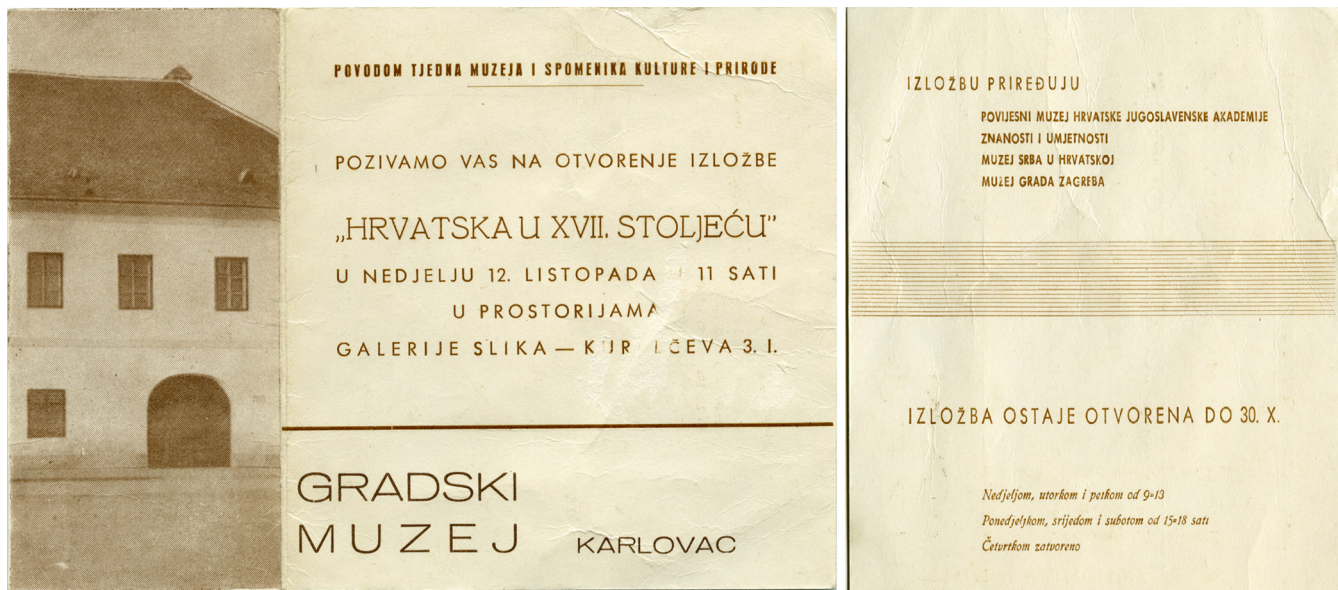 POVODOM TJEDNA MUZEJA I SPOMENIKA KULTURE I PRIRODE
POZIVAMO VAS NA OTVORENJE IZLOŽBE
„HRVATSKA U XVII. STOLJEĆU”
U NEDJELJU 12. LISTOPADA 11 SATI
U PROSTORIJAMA
GALERIJE SLIKA — 3. I.
GRADSKI
MUZEJ KARLOVAC
IZLOŽBU PRIREĐUJU
POVIJESNI MUZEJ HRVATSKE JUGOSLAVENSKE AKADEMIJE
ZNANOSTI I UMJETNOSTI
MUZEJ SRBA U HRVATSKOJ
MUZEJ GRADA ZAGREBA
IZLOŽBA OSTAJE OTVORENA DO 30. X.
Nedjeljom, utorkom i petkom od 9=13
Ponedjeljkom, srijedom i subotom od 15=18 sati
Četvrtkom zatvoreno